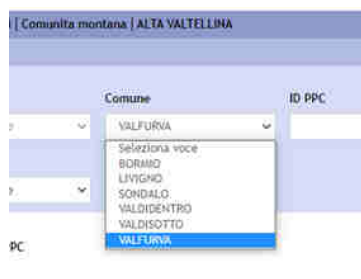 | Comunita montana | ALTA VALTELLINA
Comune
ID PPC
VALFURVA
Seleziona voce
BORMIO
LIVIGNO
SONDALO
VALDIDENTRO
VALDISOTTO
VALFURVA
PC